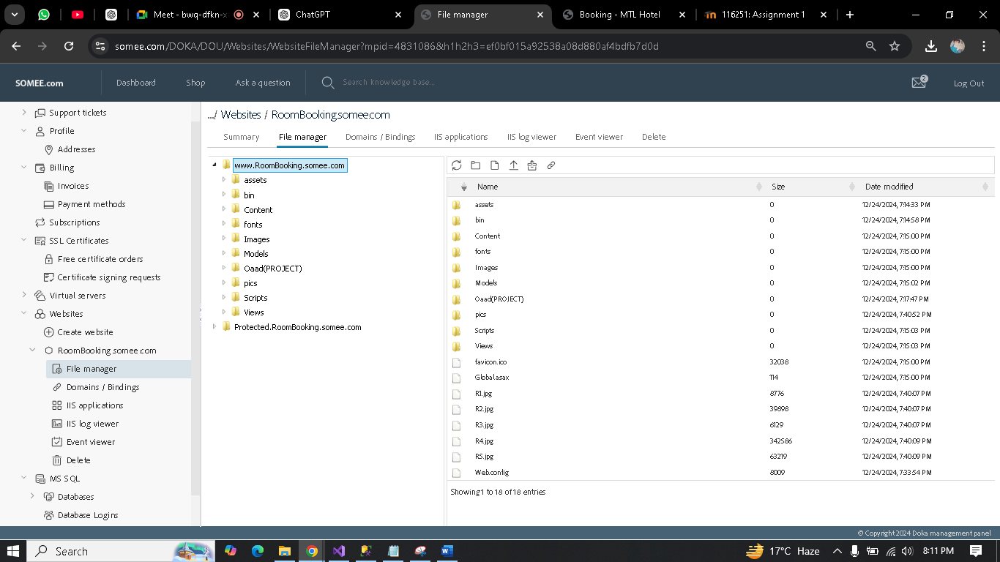 Meet - bwq-dfkn-x
ChatGPT
File manager
Booking - MTL Hotel
116251: Assignment 1
somee.com/DOKA/DOU/Websites/WebsiteFileManager?mpid=4831086&h1h2h3=ef0bf015a92538a08d880af4bdfb7d0d
SOMEE.com
Dashboard
Shop
Ask a question
Search knowledge base...
2
Log Out
Support tickets
Profile
Addresses
Billing
Invoices
Payment methods
Subscriptions
SSL Certificates
Free certificate orders
Certificate signing requests
Virtual servers
Websites
Create website
RoomBooking.somee.com
File manager
Domains / Bindings
IIS applications
IIS log viewer
Event viewer
Delete
MS SQL
Databases
Database Logins
.../ Websites / RoomBooking.somee.com
Summary
File manager
Domains / Bindings
IIS applications
IIS log viewer
Event viewer
Delete
www.RoomBooking.somee.com
assets
bin
Content
fonts
Images
Models
Oaad(PROJECT)
pics
Scripts
Views
Protected.RoomBooking.somee.com
Name Size Date modified
assets 0 12/24/2024, 7:14:33 PM
bin 0 12/24/2024, 7:14:58 PM
Content 0 12/24/2024, 7:15:00 PM
fonts 0 12/24/2024, 7:15:00 PM
Images 0 12/24/2024, 7:15:00 PM
Models 0 12/24/2024, 7:15:02 PM
Oaad(PROJECT) 0 12/24/2024, 7:17:47 PM
pics 0 12/24/2024, 7:40:52 PM
Scripts 0 12/24/2024, 7:15:03 PM
Views 0 12/24/2024, 7:15:03 PM
favicon.ico 32038 12/24/2024, 7:15:00 PM
Global.asax 114 12/24/2024, 7:15:00 PM
R1.jpg 8776 12/24/2024, 7:40:07 PM
R2.jpg 39898 12/24/2024, 7:40:07 PM
R3.jpg 6129 12/24/2024, 7:40:07 PM
R4.jpg 342586 12/24/2024, 7:40:09 PM
R5.jpg 63219 12/24/2024, 7:40:09 PM
Web.config 8009 12/24/2024, 7:33:54 PM
Showing 1 to 18 of 18 entries
© Copyright 2024 Doka management panel
Search
17°C Haze
8:11 PM